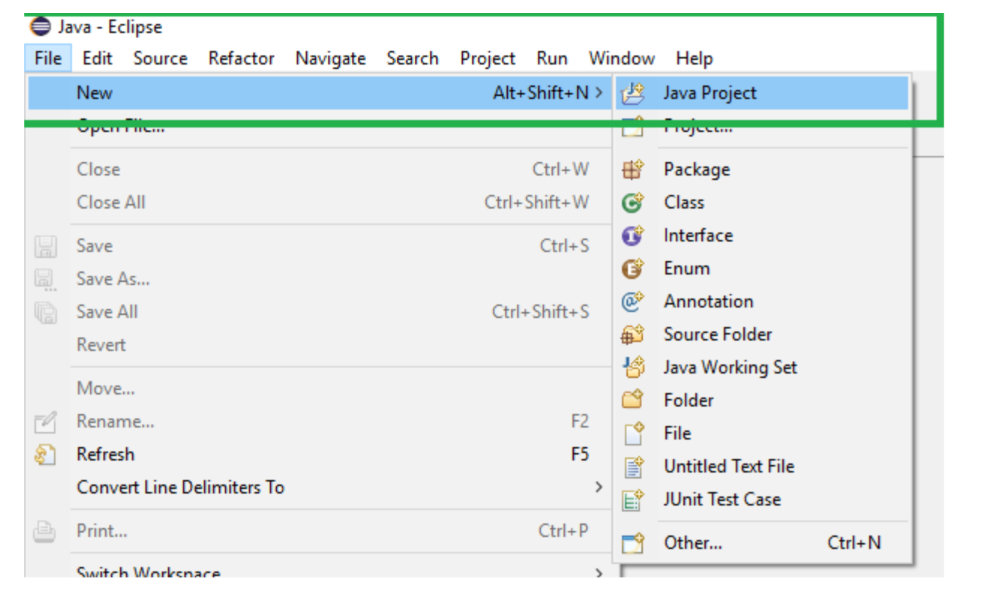 Java - Eclipse
File Edit Source Refactor Navigate Search Project Run Window Help
New Alt+Shift+N >
Open File...
Close Ctrl+W
Close All Ctrl+Shift+W
Save Ctrl+S
Save As...
Save All Ctrl+Shift+S
Revert
Move...
Rename... F2
Refresh F5
Convert Line Delimiters To >
Print... Ctrl+P
Switch Workspace >
Java Project
Project...
Package
Class
Interface
Enum
Annotation
Source Folder
Java Working Set
Folder
File
Untitled Text File
JUnit Test Case
Other... Ctrl+N